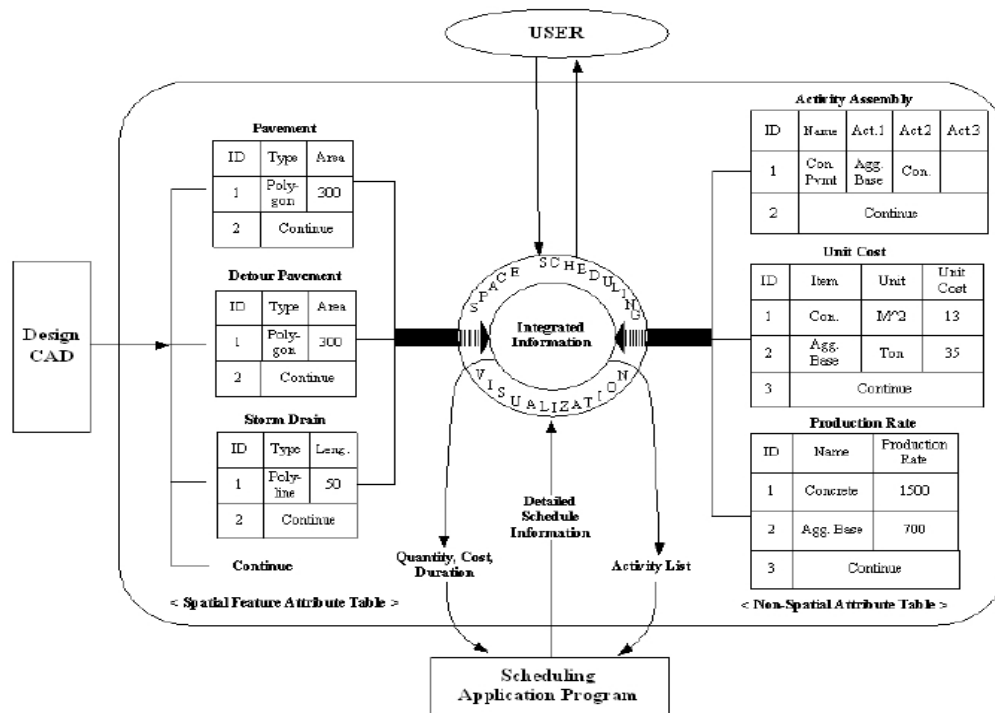 USER
Pavement
ID Type Area
1 Poly-
gon 300
2 Continue
Detour Pavement
ID Type Area
1 Poly-
gon 300
2 Continue
Storm Drain
ID Type Leng.
1 Poly-
line 50
2 Continue
Continue
< Spatial Feature Attribute Table >
Design
CAD
SPACE SCHEDULING
Integrated
Information
VISUALIZATION
Quantity, Cost,
Duration
Detailed
Schedule
Information
Activity List
Scheduling
Application Program
Activity Assembly
ID Name Act.1 Act.2 Act.3
1 Con.
Pvmt Agg.
Base Con.
2 Continue
Unit Cost
ID Item Unit Unit
Cost
1 Con. M^2 13
2 Agg.
Base Ton 35
3 Continue
Production Rate
ID Name Production
Rate
1 Concrete 1500
2 Agg. Base 700
3 Continue
< Non-Spatial Attribute Table >